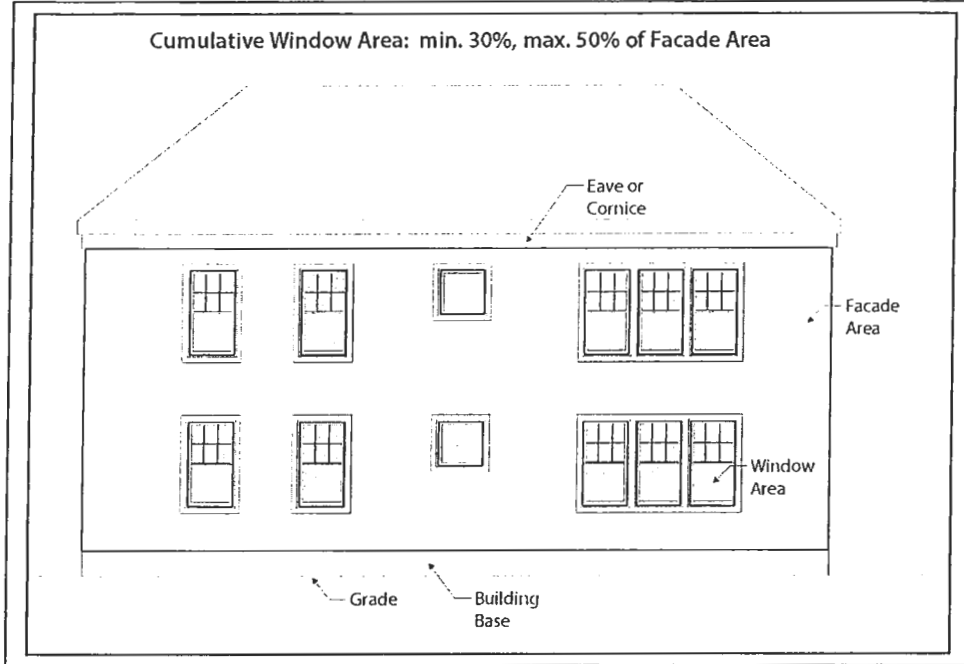 Cumulative Window Area: min. 30%, max. 50% of Facade Area
Eave or
Cornice
Facade
Area
Window
Area
Grade
Building
Base